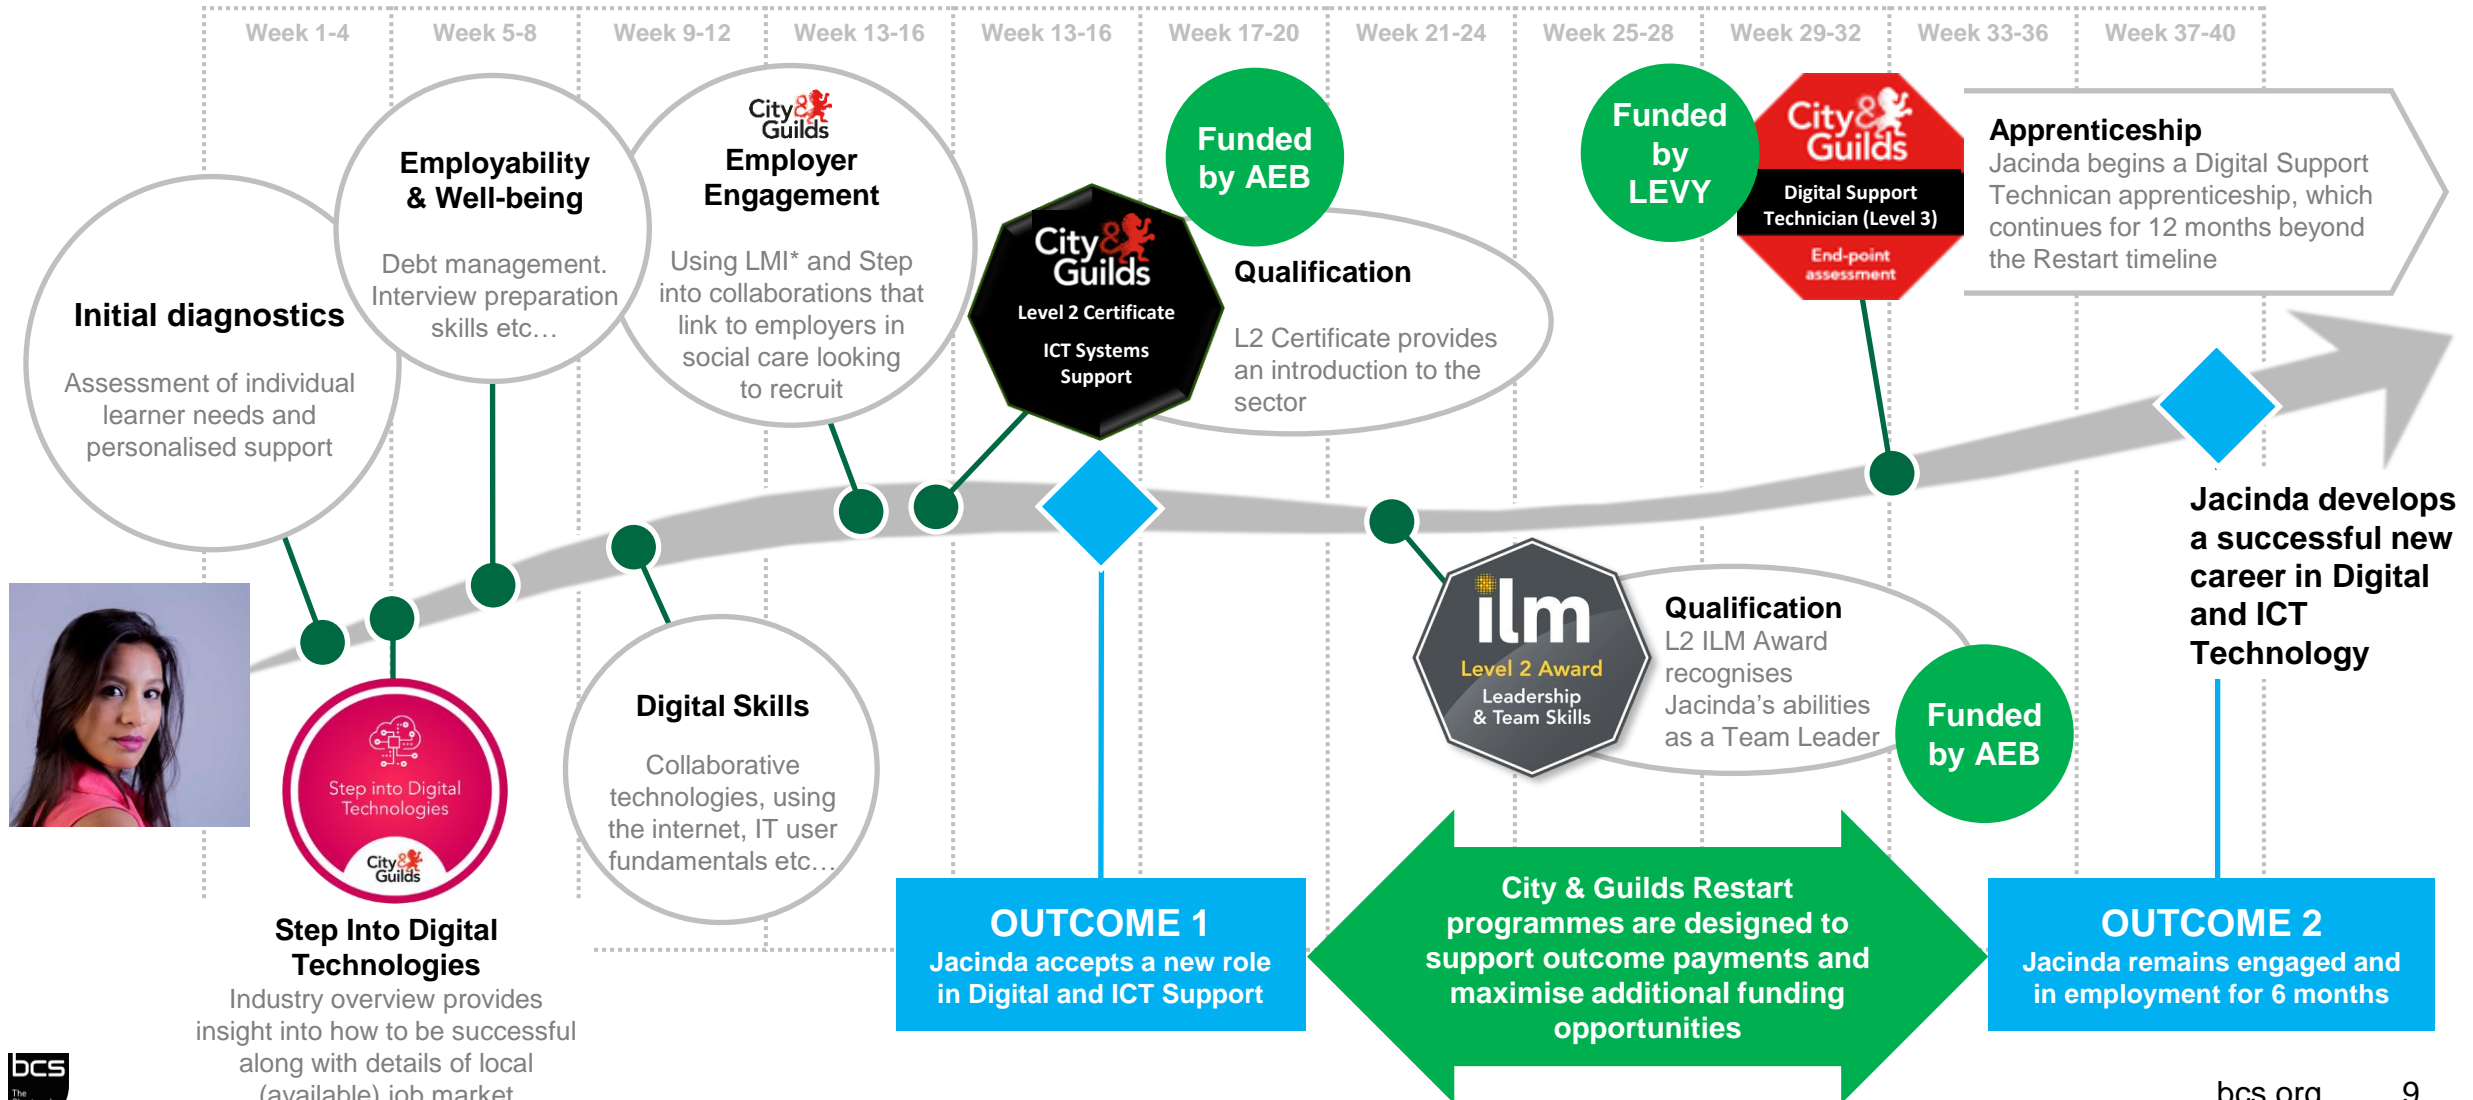 Week 1-4
Week 5-8
Week 9-12
Week 13-16
Week 13-16
Week 17-20
Week 21-24
Week 25-28
Week 29-32
Week 33-36
Week 37-40
Initial diagnostics
Assessment of individual
learner needs and
personalised support
Employability
& Well-being
Debt management.
Interview preparation
skills etc…
City &
Guilds
Employer
Engagement
Using LMI* and Step
into collaborations that
link to employers in
social care looking
to recruit
City &
Guilds
Level 2 Certificate
ICT Systems
Support
Funded
by AEB
Qualification
L2 Certificate provides
an introduction to the
sector
Funded
by
LEVY
City &
Guilds
Digital Support
Technician (Level 3)
End-point
assessment
Apprenticeship
Jacinda begins a Digital Support
Technican apprenticeship, which
continues for 12 months beyond
the Restart timeline
Step into Digital
Technologies
City &
Guilds
Step Into Digital
Technologies
Industry overview provides
insight into how to be successful
along with details of local
(available) job market
Digital Skills
Collaborative
technologies, using
the internet, IT user
fundamentals etc…
ilm
Level 2 Award
Leadership
& Team Skills
Qualification
L2 ILM Award
recognises
Jacinda's abilities
as a Team Leader
Funded
by AEB
Jacinda develops
a successful new
career in Digital
and ICT
Technology
OUTCOME 1
Jacinda accepts a new role
in Digital and ICT Support
City & Guilds Restart
programmes are designed to
support outcome payments and
maximise additional funding
opportunities
OUTCOME 2
Jacinda remains engaged and
in employment for 6 months
bcs
The
bcs.org
9